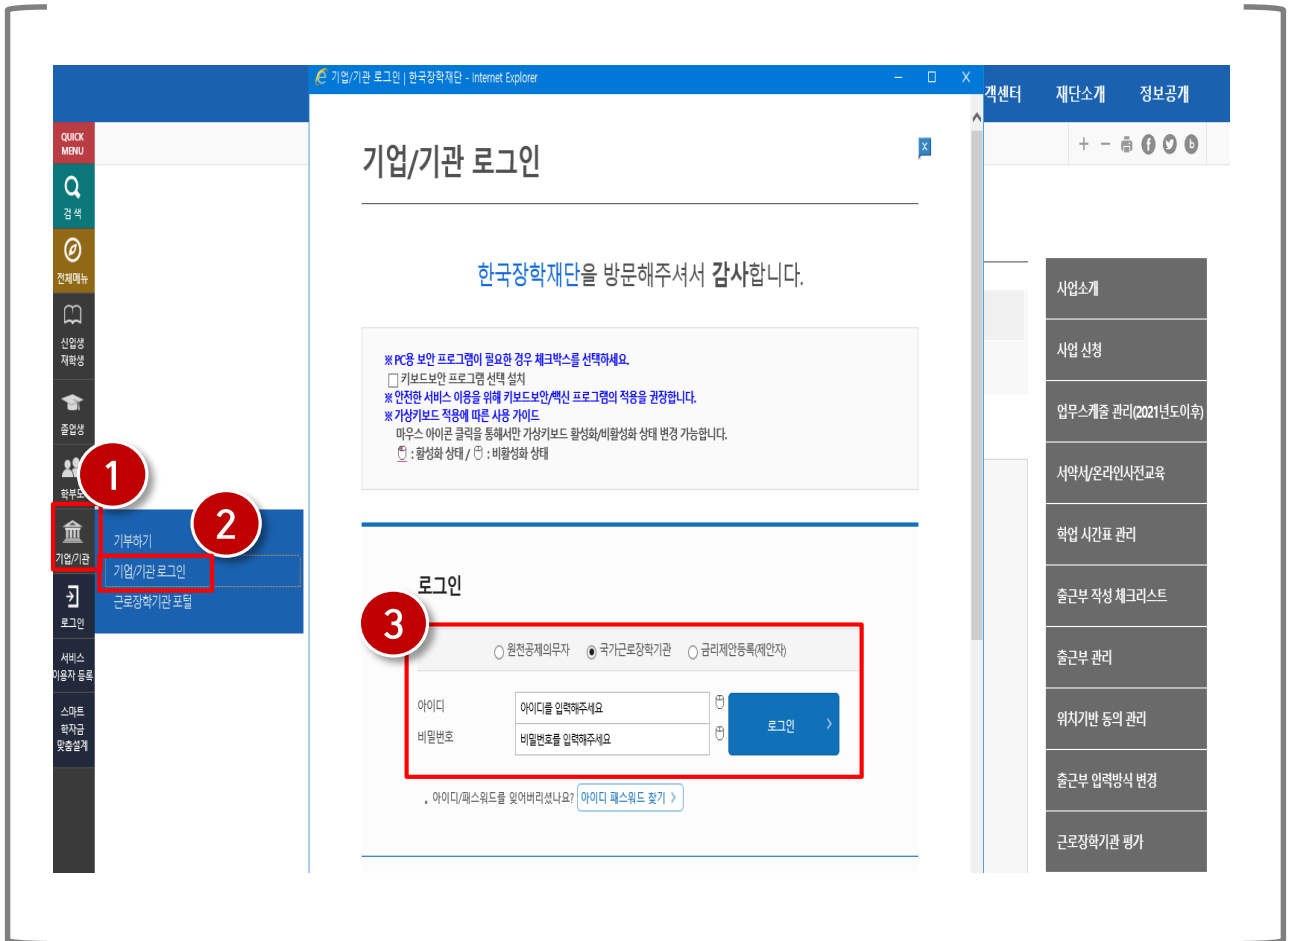 기업/기관 로그인 | 한국장학재단 - Internet Explorer
객센터 재단소개 정보공개
QUICK
MENU
검색
전체메뉴
신입생
재학생
졸업생
학부모
기업/기관
로그인
서비스
이용자 등록
스마트
학자금
맞춤설계
1
2
기부하기
기업/기관 로그인
근로장학기관 포털
기업/기관 로그인
X
한국장학재단을 방문해주셔서 감사합니다.
※ PC용 보안 프로그램이 필요한 경우 체크박스를 선택하세요.
키보드보안 프로그램 선택 설치
※ 안전한 서비스 이용을 위해 키보드보안/백신 프로그램의 적용을 권장합니다.
※ 가상키보드 적용에 따른 사용 가이드
마우스 아이콘 클릭을 통해서만 가상키보드 활성화/비활성화 상태 변경 가능합니다.
: 활성화 상태 / : 비활성화 상태
로그인
3
원천공제의무자 국가근로장학기관 금리제안등록(제안자)
아이디 아이디를 입력해주세요
비밀번호 비밀번호를 입력해주세요
로그인 〉
. 아이디/패스워드를 잊어버리셨나요? 아이디 패스워드 찾기 〉
사업소개
사업 신청
업무스케줄 관리(2021년도이후)
서약서/온라인사전교육
학업 시간표 관리
출근부 작성 체크리스트
출근부 관리
위치기반 동의 관리
출근부 입력방식 변경
근로장학기관 평가